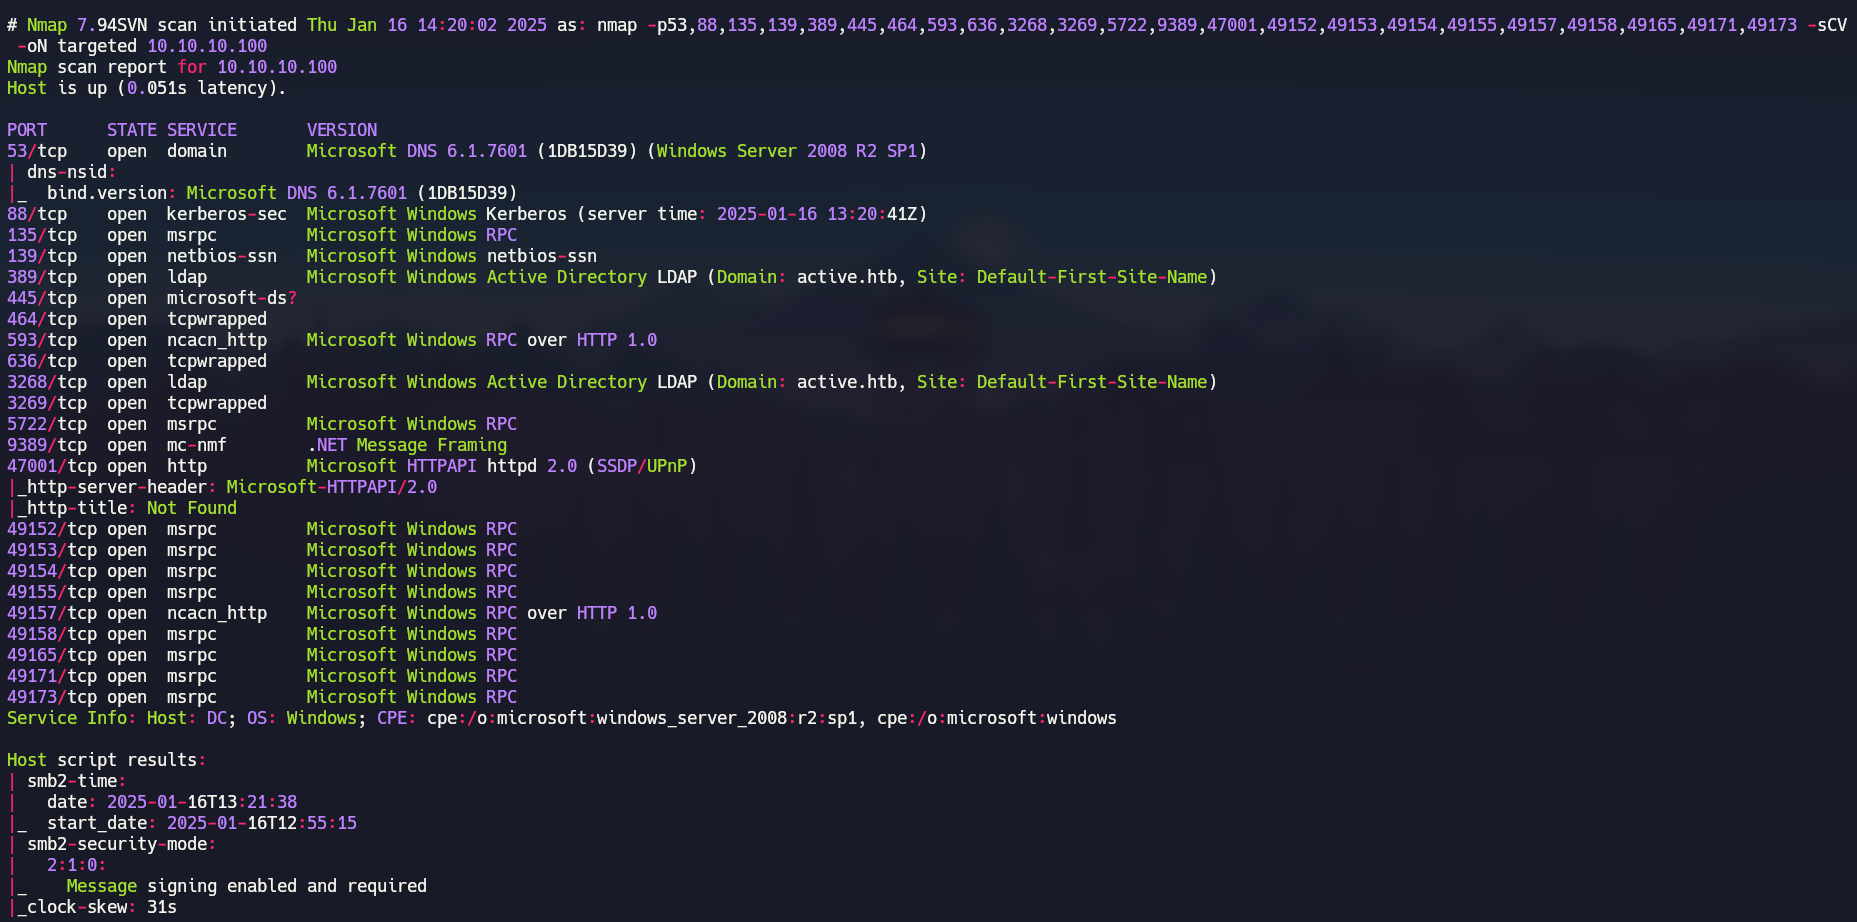 # Nmap 7.94SVN scan initiated Thu Jan 16 14:20:02 2025 as: nmap -p53,88,135,139,389,445,464,593,636,3268,3269,5722,9389,47001,49152,49153,49154,49155,49157,49158,49165,49171,49173 -sCV
 -oN targeted 10.10.10.100
Nmap scan report for 10.10.10.100
Host is up (0.051s latency).

PORT      STATE SERVICE       VERSION
53/tcp    open  domain        Microsoft DNS 6.1.7601 (1DB15D39) (Windows Server 2008 R2 SP1)
| dns-nsid:
|_  bind.version: Microsoft DNS 6.1.7601 (1DB15D39)
88/tcp    open  kerberos-sec  Microsoft Windows Kerberos (server time: 2025-01-16 13:20:41Z)
135/tcp   open  msrpc         Microsoft Windows RPC
139/tcp   open  netbios-ssn   Microsoft Windows netbios-ssn
389/tcp   open  ldap          Microsoft Windows Active Directory LDAP (Domain: active.htb, Site: Default-First-Site-Name)
445/tcp   open  microsoft-ds?
464/tcp   open  tcpwrapped
593/tcp   open  ncacn_http    Microsoft Windows RPC over HTTP 1.0
636/tcp   open  tcpwrapped
3268/tcp  open  ldap          Microsoft Windows Active Directory LDAP (Domain: active.htb, Site: Default-First-Site-Name)
3269/tcp  open  tcpwrapped
5722/tcp  open  msrpc         Microsoft Windows RPC
9389/tcp  open  mc-nmf        .NET Message Framing
47001/tcp open  http          Microsoft HTTPAPI httpd 2.0 (SSDP/UPnP)
|_http-server-header: Microsoft-HTTPAPI/2.0
|_http-title: Not Found
49152/tcp open  msrpc         Microsoft Windows RPC
49153/tcp open  msrpc         Microsoft Windows RPC
49154/tcp open  msrpc         Microsoft Windows RPC
49155/tcp open  msrpc         Microsoft Windows RPC
49157/tcp open  ncacn_http    Microsoft Windows RPC over HTTP 1.0
49158/tcp open  msrpc         Microsoft Windows RPC
49165/tcp open  msrpc         Microsoft Windows RPC
49171/tcp open  msrpc         Microsoft Windows RPC
49173/tcp open  msrpc         Microsoft Windows RPC
Service Info: Host: DC; OS: Windows; CPE: cpe:/o:microsoft:windows_server_2008:r2:sp1, cpe:/o:microsoft:windows

Host script results:
| smb2-time:
|   date: 2025-01-16T13:21:38
|_  start_date: 2025-01-16T12:55:15
| smb2-security-mode:
|   2:1:0:
|_    Message signing enabled and required
|_clock-skew: 31s